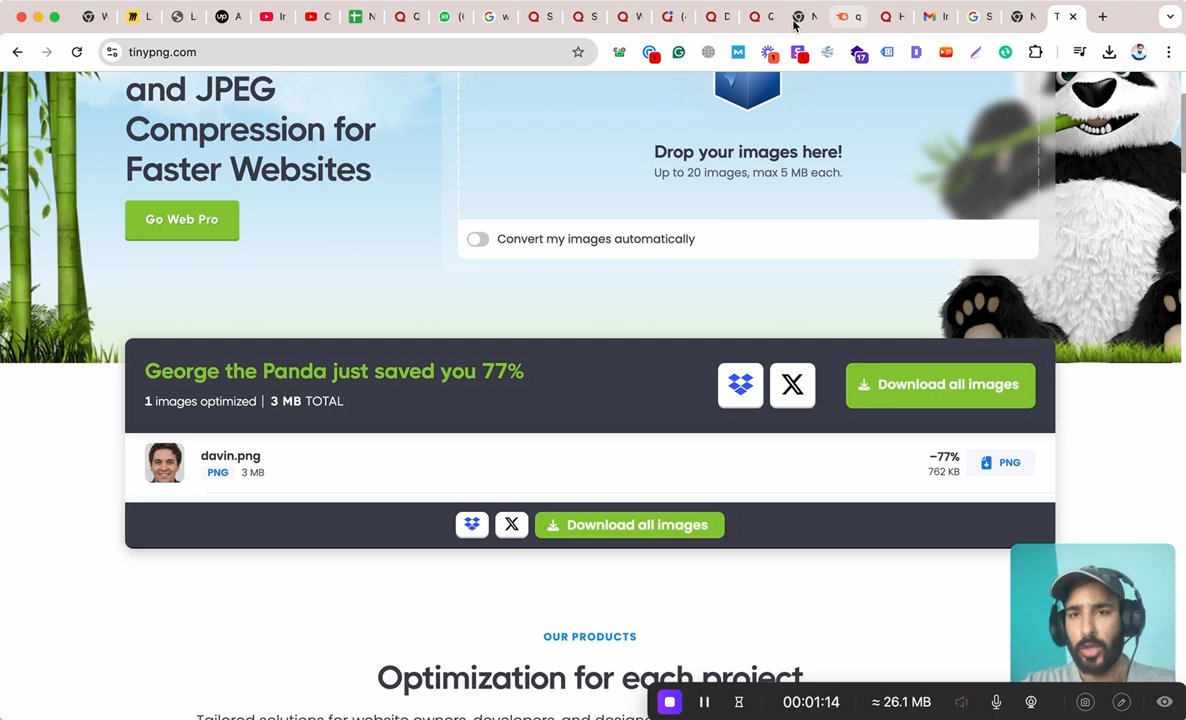 tinypng.com
and JPEG
Compression for
Faster Websites
Go Web Pro
Drop your images here!
Up to 20 images, max 5 MB each.
Convert my images automatically
George the Panda just saved you 77%
1 images optimized | 3 MB TOTAL
Download all images
davin.png
PNG 3 MB
−77%
762 KB
PNG
Download all images
OUR PRODUCTS
Optimization for each project
00:01:14
≈ 26.1 MB